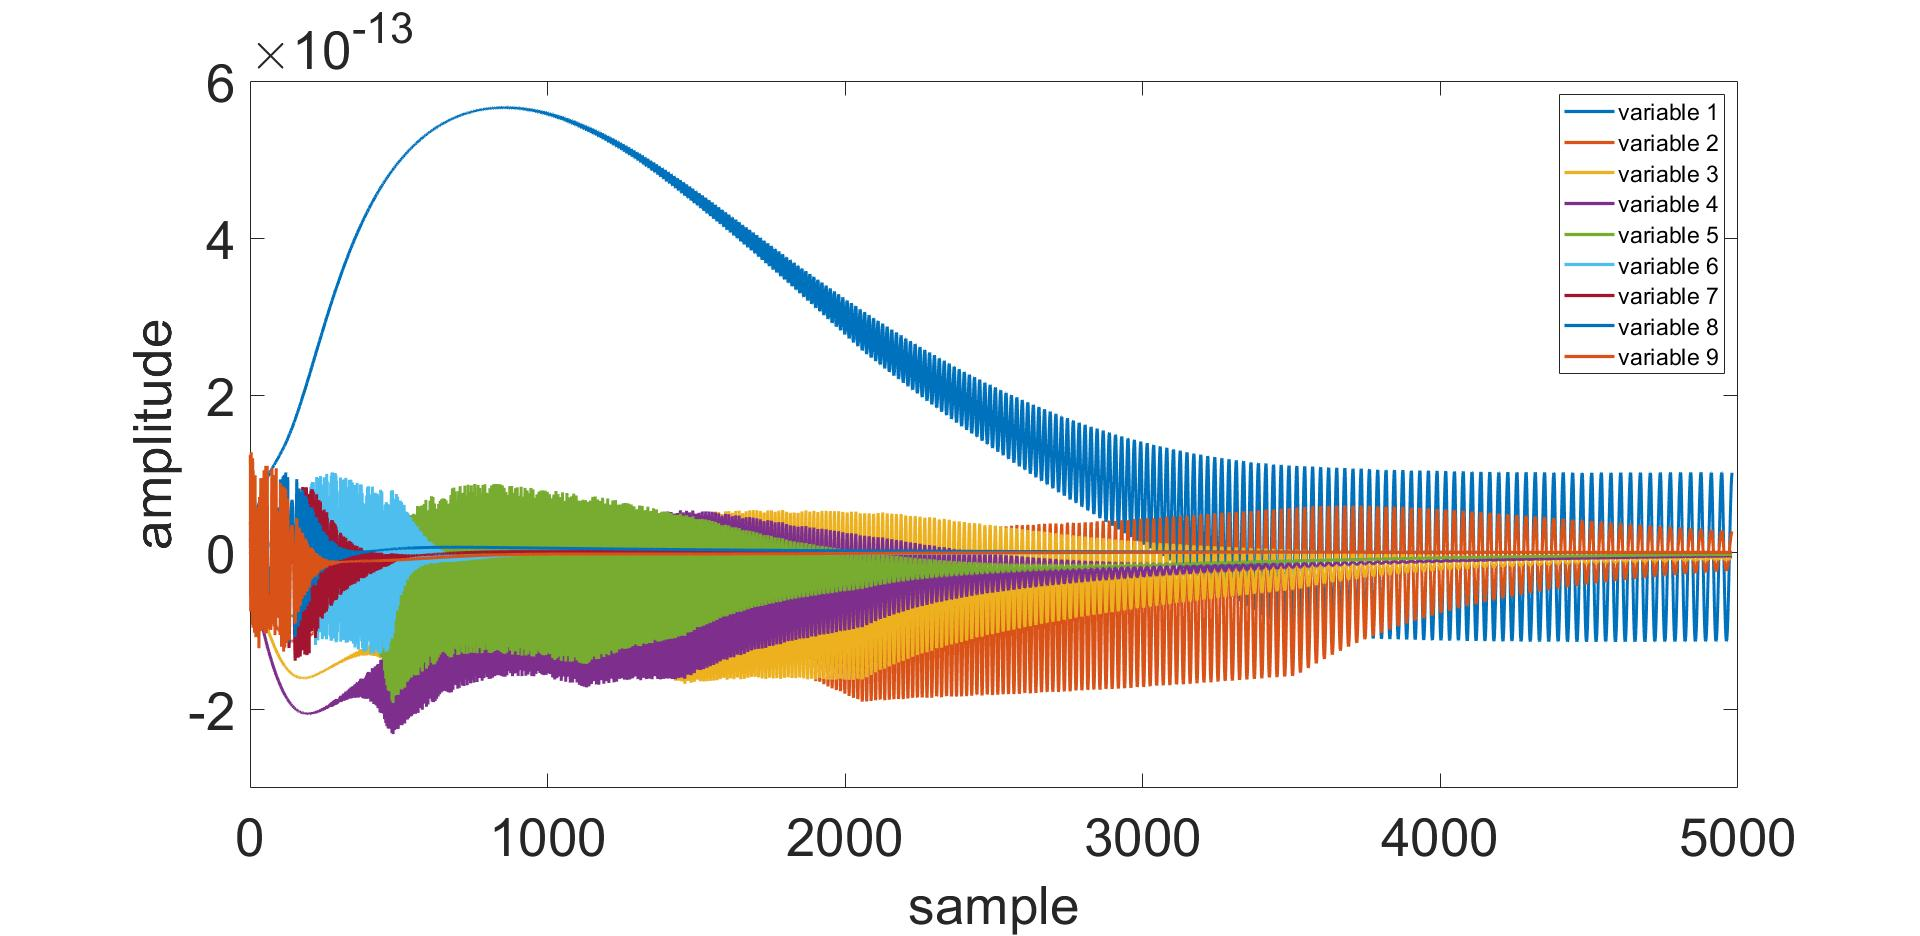 ×10-13
6
4
2
0
-2
amplitude
0 1000 2000 3000 4000 5000
sample
variable 1
variable 2
variable 3
variable 4
variable 5
variable 6
variable 7
variable 8
variable 9